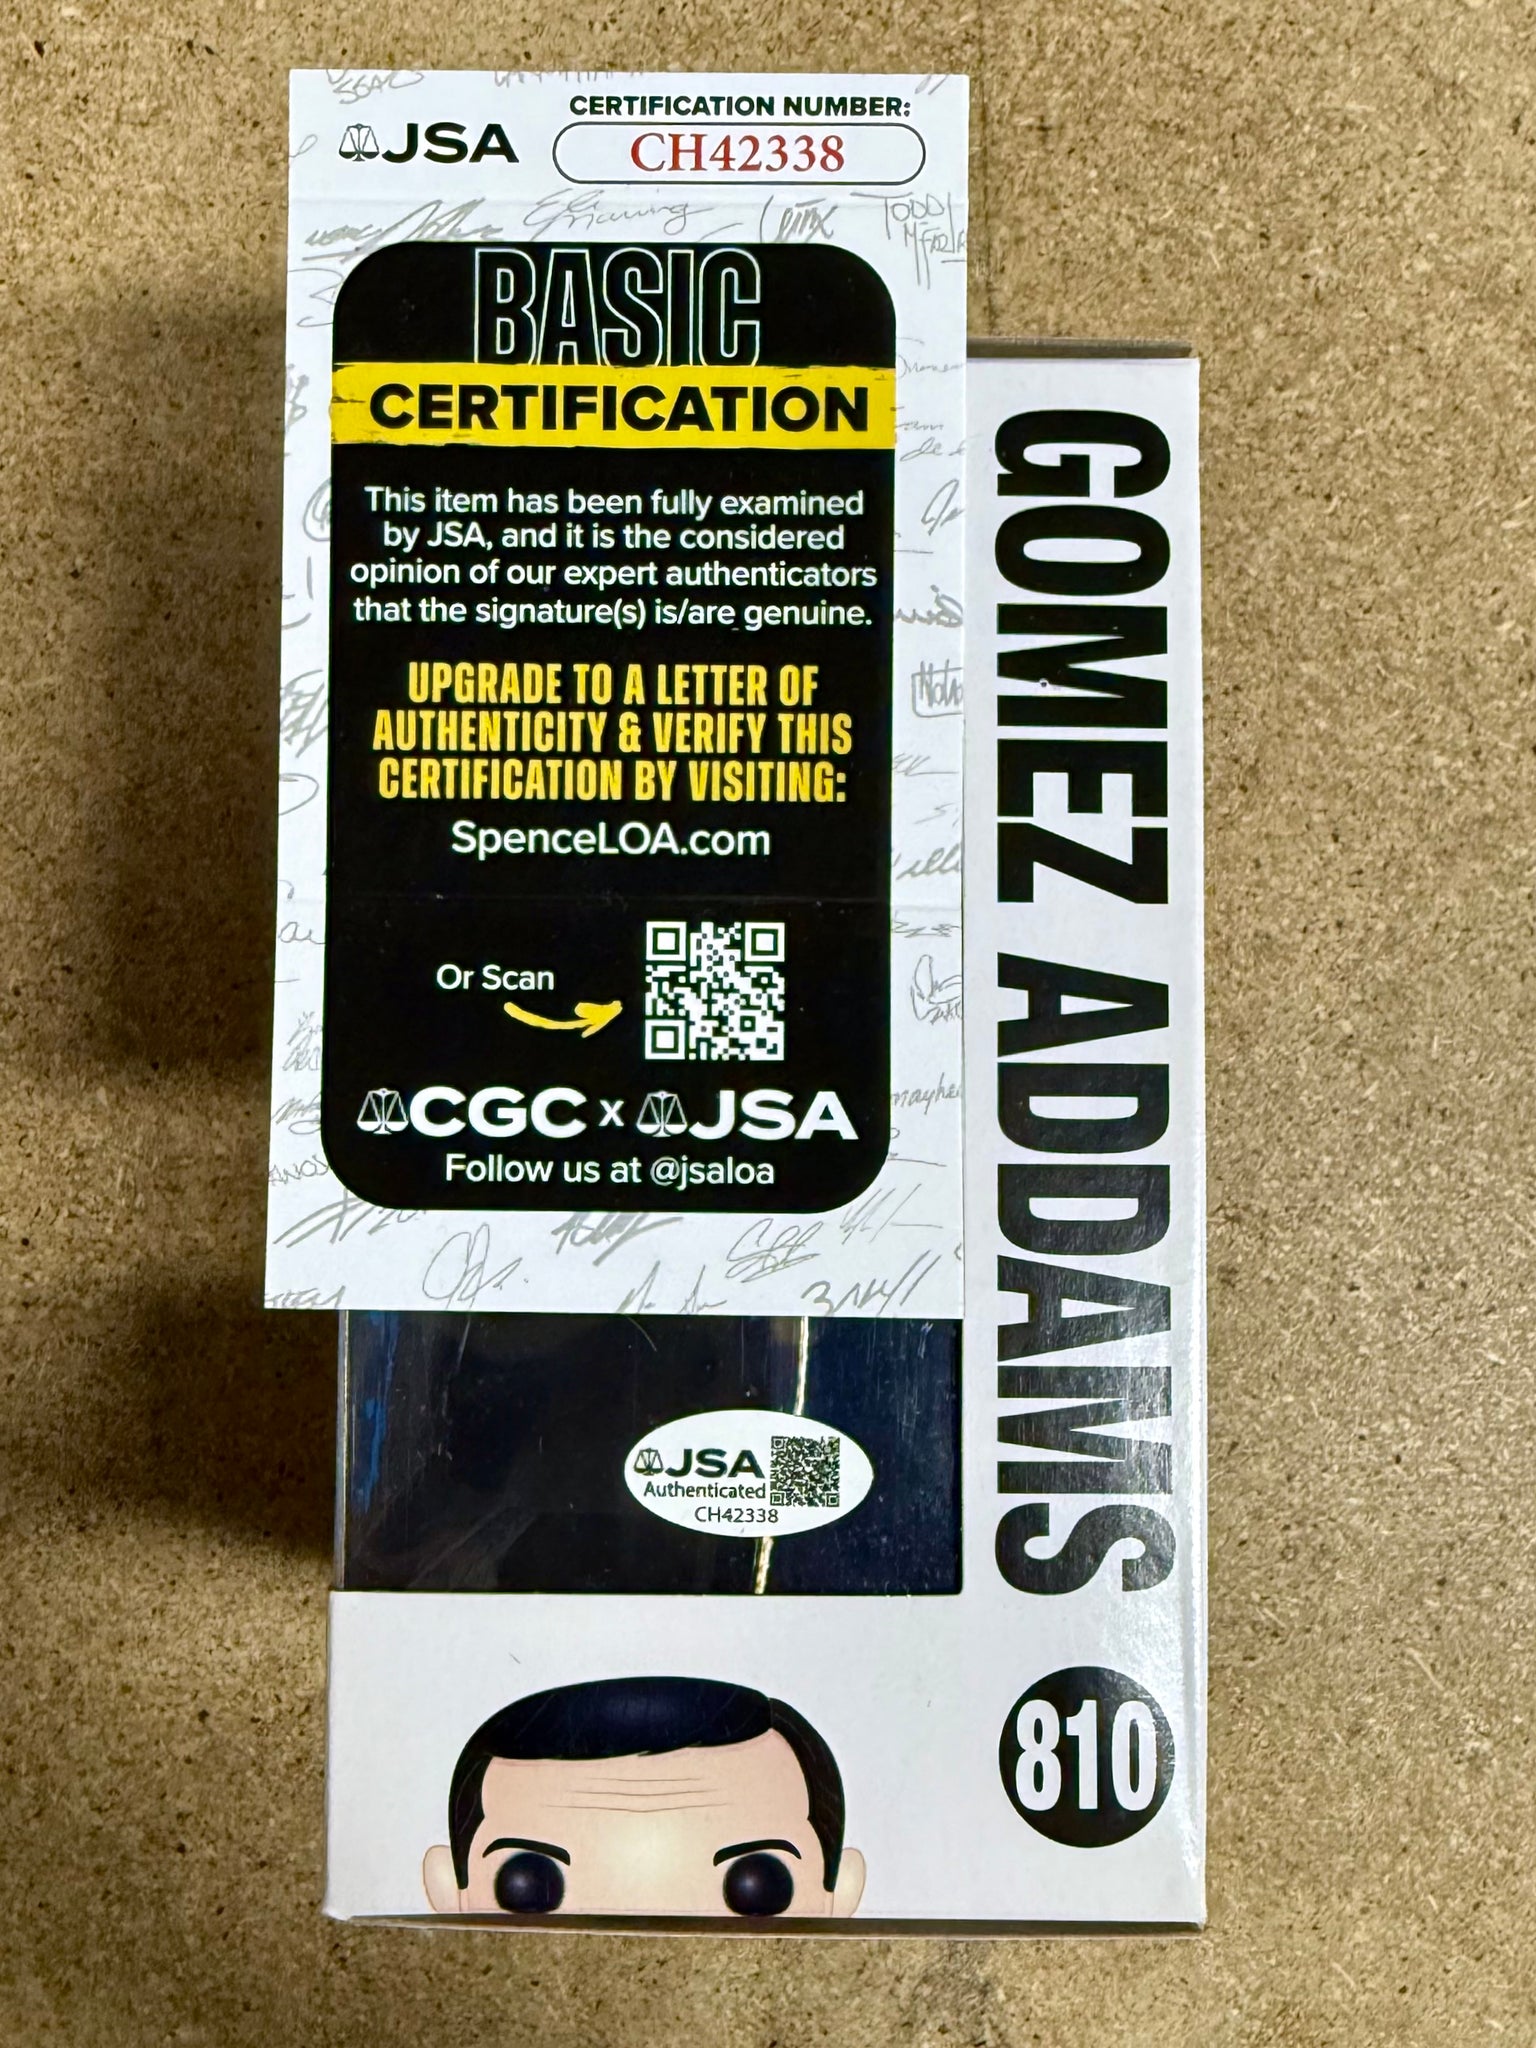 JSA
CERTIFICATION NUMBER:
CH42338
BASIC
CERTIFICATION
This item has been fully examined
by JSA, and it is the considered
opinion of our expert authenticators
that the signature(s) is/are genuine.
UPGRADE TO A LETTER OF
AUTHENTICITY & VERIFY THIS
CERTIFICATION BY VISITING:
SpenceLOA.com
Or Scan
CGC x JSA
Follow us at @jsaloa
JSA
Authenticated
CH42338
GOMEZ ADDAMS
810